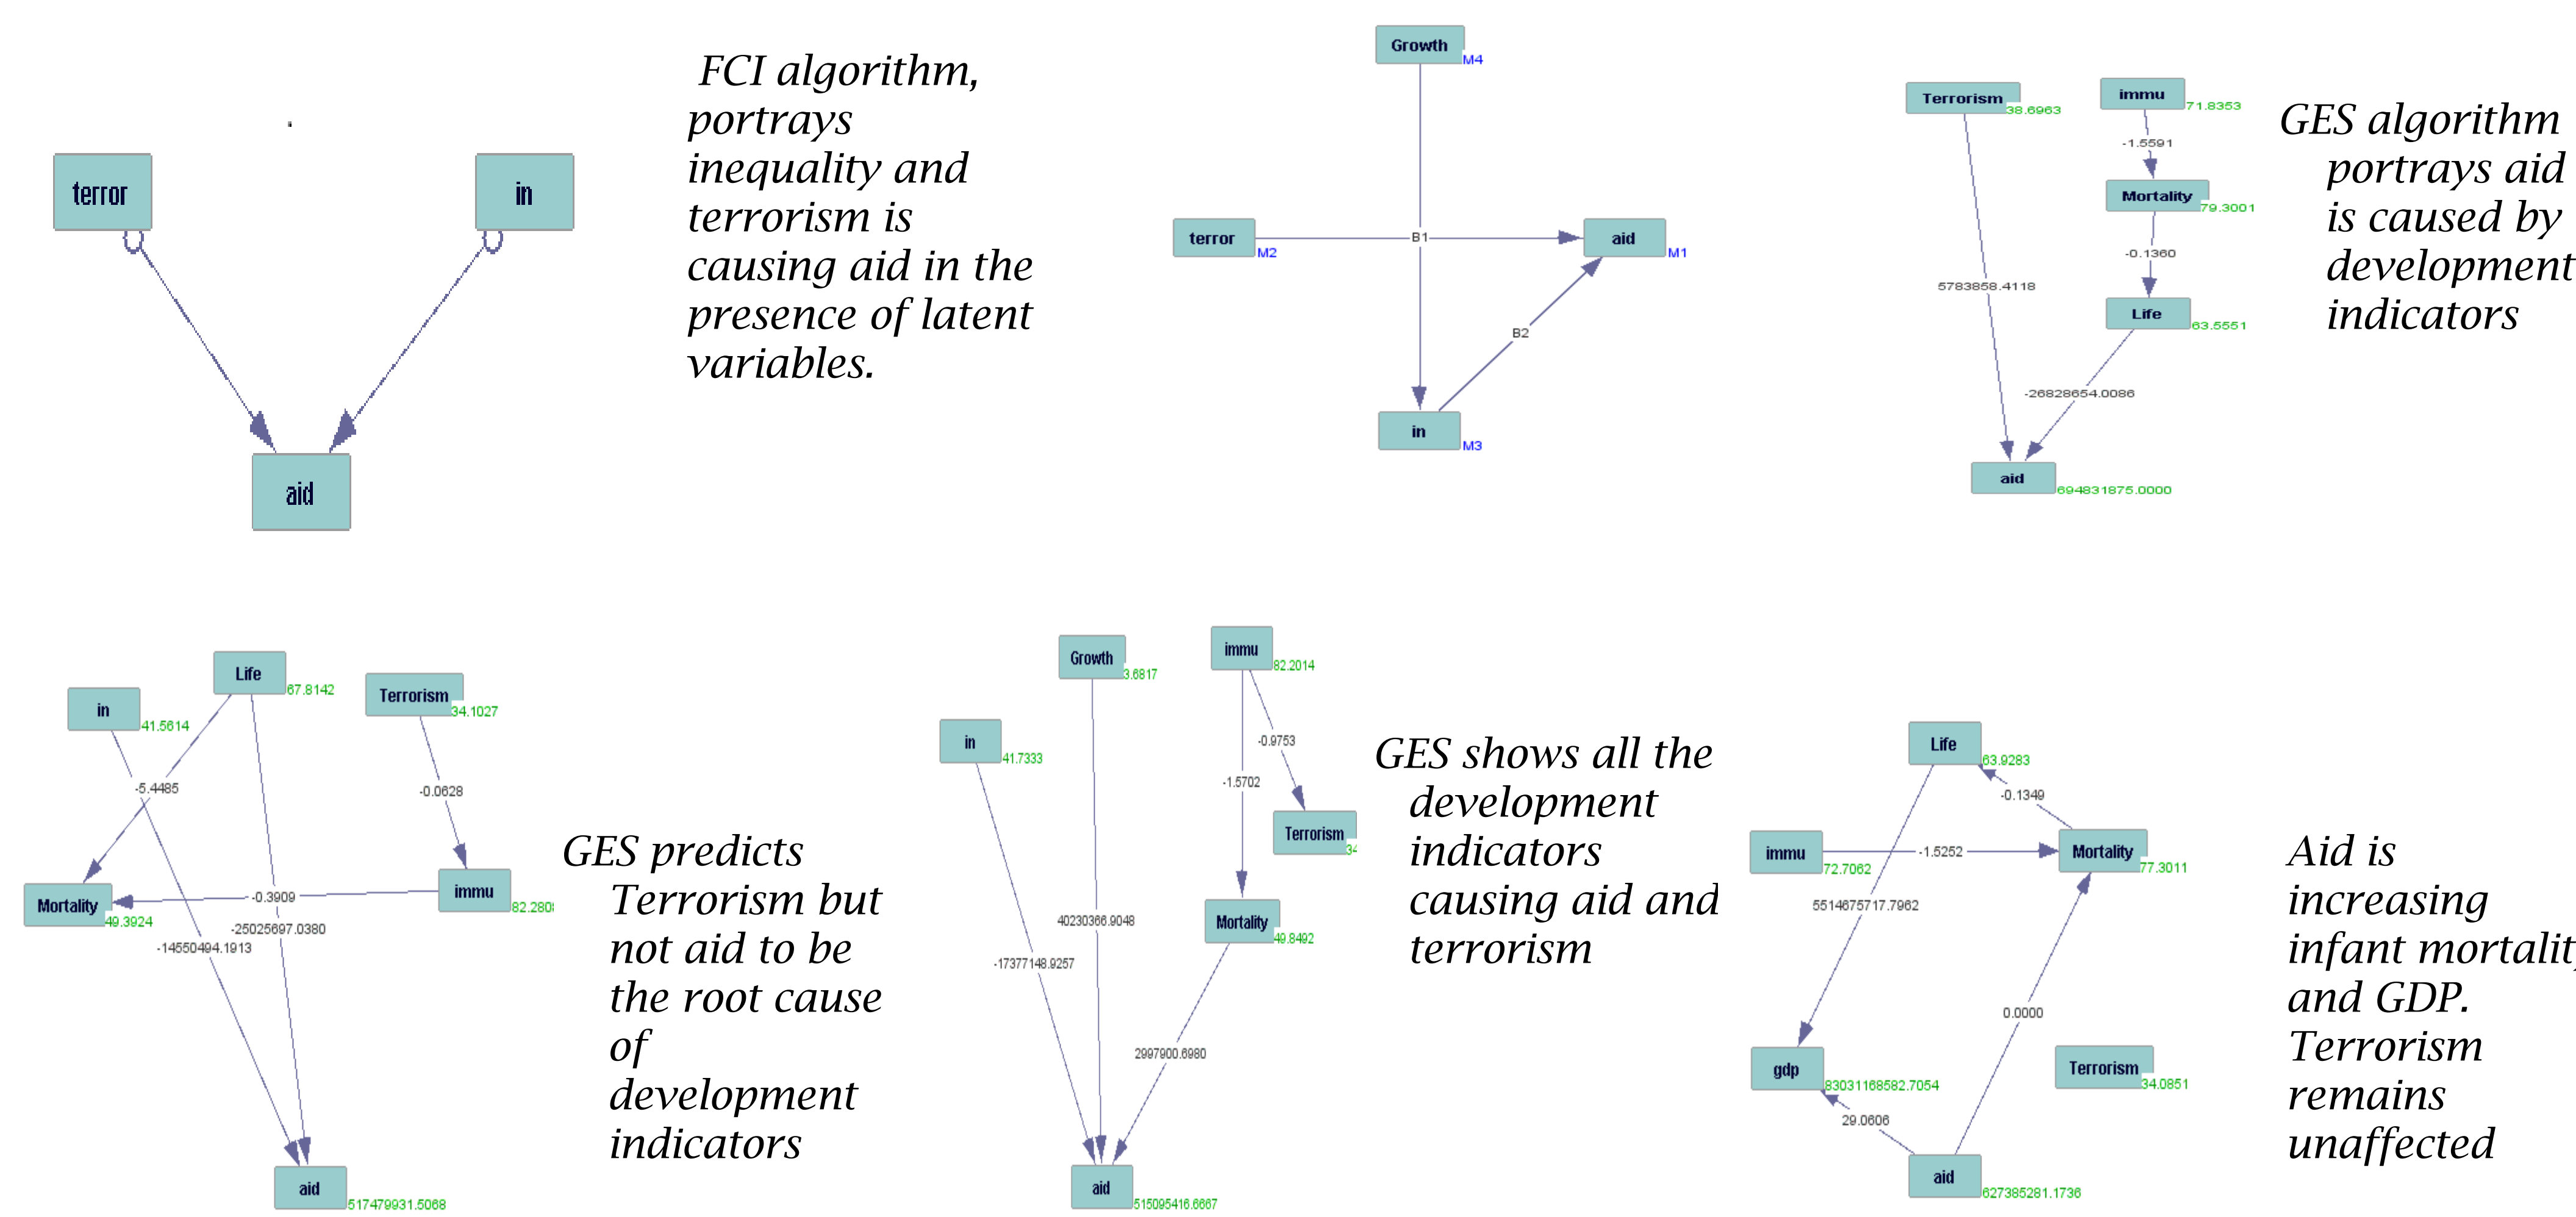 terror
in
aid
FCI algorithm,
portrays
inequality and
terrorism is
causing aid in the
presence of latent
variables.
Growth
M4
terror
M2
B1
aid
M1
B2
in
M3
Terrorism
38.6963
immu
71.8353
-1.5591
Mortality
79.3001
-0.1360
5783858.4118
Life
63.5551
-26828654.0086
aid
694831875.0000
GES algorithm
portrays aid
is caused by
development
indicators
Life
67.8142
in
41.5614
Terrorism
34.1027
-5.4485
-0.0628
immu
Mortality
49.3924
-0.3909
-25025697.0380
-14550494.1913
aid
517479931.5068
GES predicts
Terrorism but
not aid to be
the root cause
of
development
indicators
Growth
3.6817
immu
82.2014
in
41.7333
-0.9753
-1.5702
Terrorism
34
Mortality
49.8492
40230366.9048
-17377148.9257
2997900.6980
aid
515095416.6667
GES shows all the
development
indicators
causing aid and
terrorism
Life
63.9283
-0.1349
immu
72.7062
-1.5252
Mortality
77.3011
5514675717.7962
0.0000
gdp
83031168582.7054
Terrorism
34.0851
29.0606
aid
627385281.1736
Aid is
increasing
infant mortality
and GDP.
Terrorism
remains
unaffected